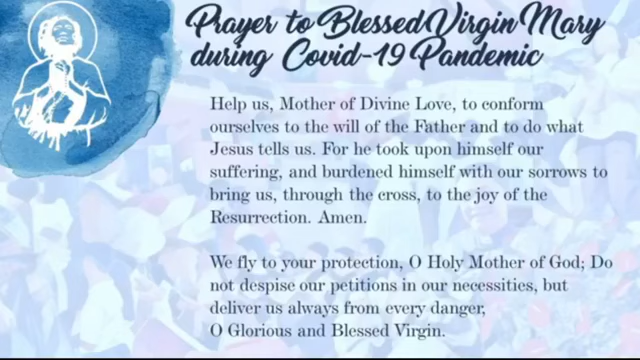 Prayer to Blessed Virgin Mary
during Covid-19 Pandemic
Help us, Mother of Divine Love, to conform
ourselves to the will of the Father and to do what
Jesus tells us. For he took upon himself our
suffering, and burdened himself with our sorrows to
bring us, through the cross, to the joy of the
Resurrection. Amen.
We fly to your protection, O Holy Mother of God; Do
not despise our petitions in our necessities, but
deliver us always from every danger,
O Glorious and Blessed Virgin.